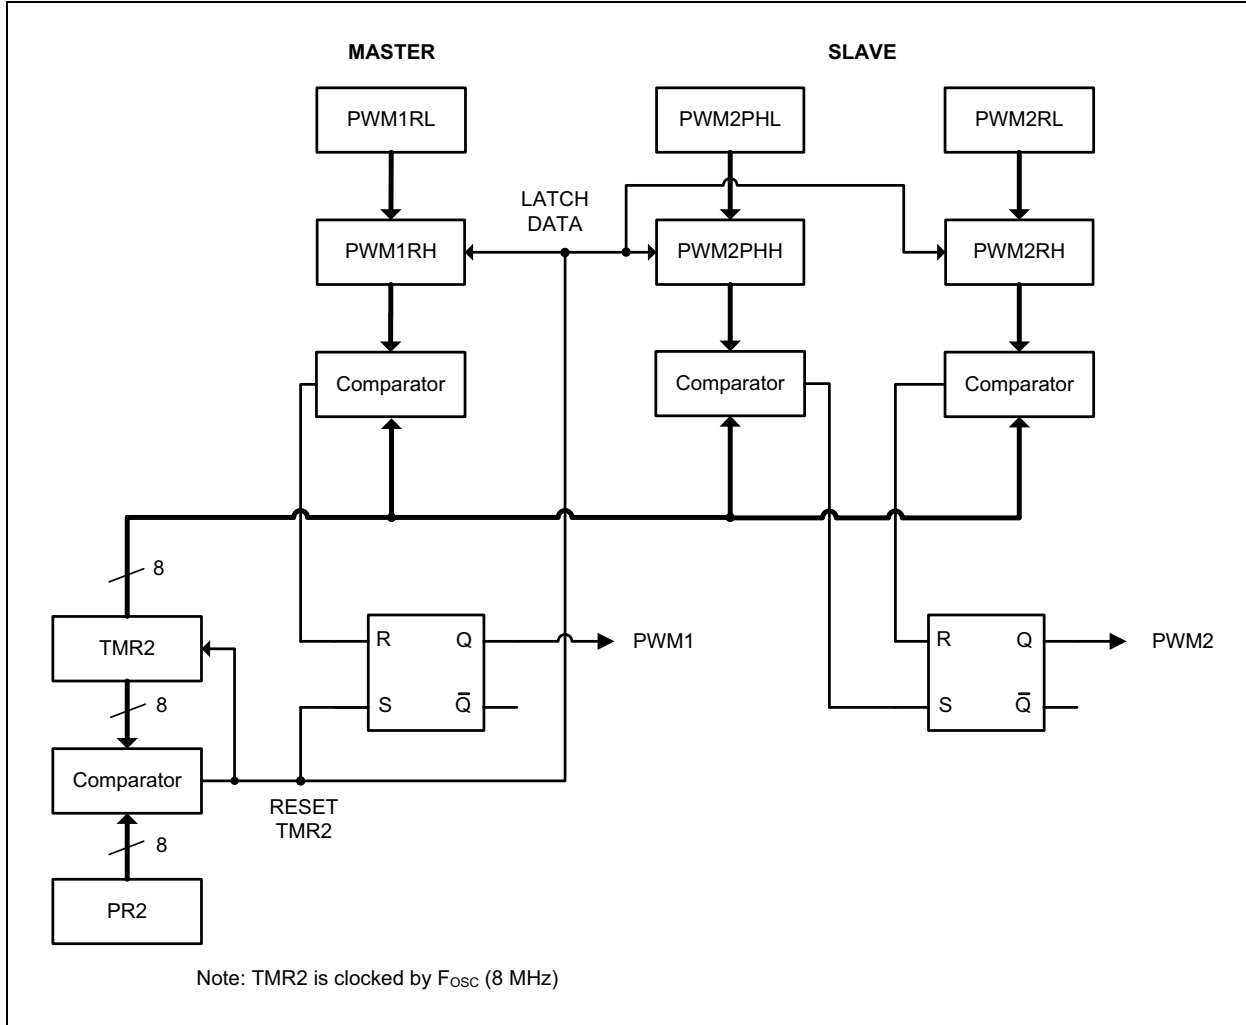 MASTER
SLAVE
PWM1RL
PWM2PHL
PWM2RL
LATCH
DATA
PWM1RH
PWM2PHH
PWM2RH
Comparator
Comparator
Comparator
8
TMR2
R
Q
PWM1
S
Q̅
R
Q
PWM2
S
Q̅
8
Comparator
RESET
TMR2
8
PR2
Note: TMR2 is clocked by FOSC (8 MHz)